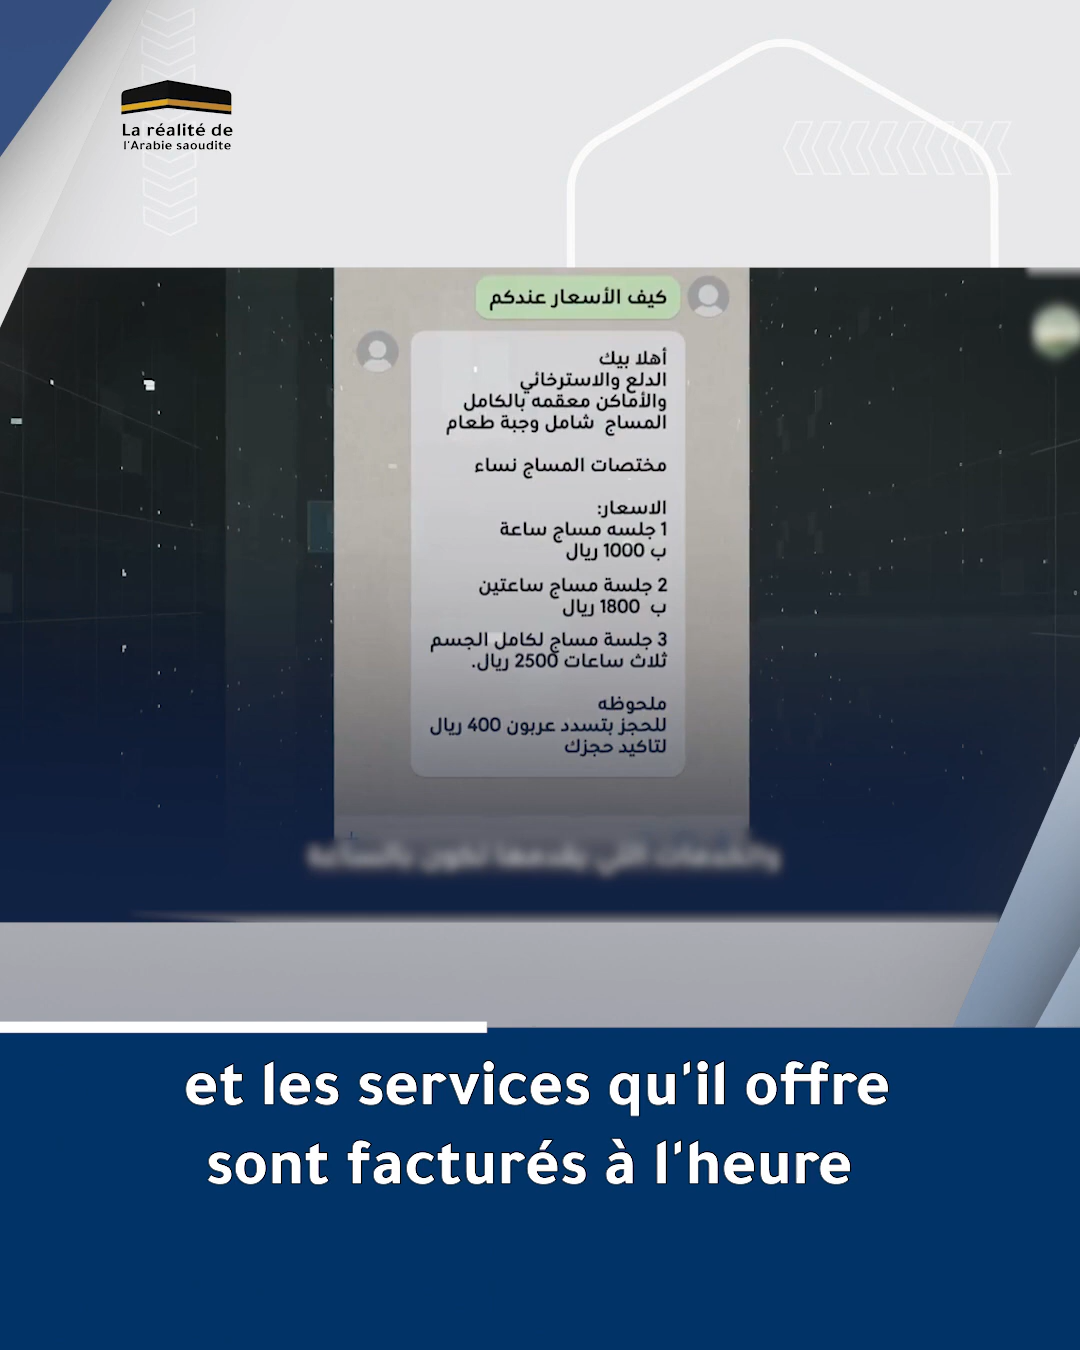 La réalité de
l'Arabie saoudite
كيف الأسعار عندكم
أهلا بيك
الدلع والاسترخائي
والأماكن معقمه بالكامل
المساج شامل وجبة طعام
مختصات المساج نساء
الاسعار:
1 جلسه مساج ساعة
ب 1000 ريال
2 جلسة مساج ساعتين
ب 1800 ريال
3 جلسة مساج لكامل الجسم
ثلاث ساعات 2500 ريال.
ملحوظه
للحجز بتسدد عربون 400 ريال
لتاكيد حجزك
et les services qu'il offre
sont facturés à l'heure